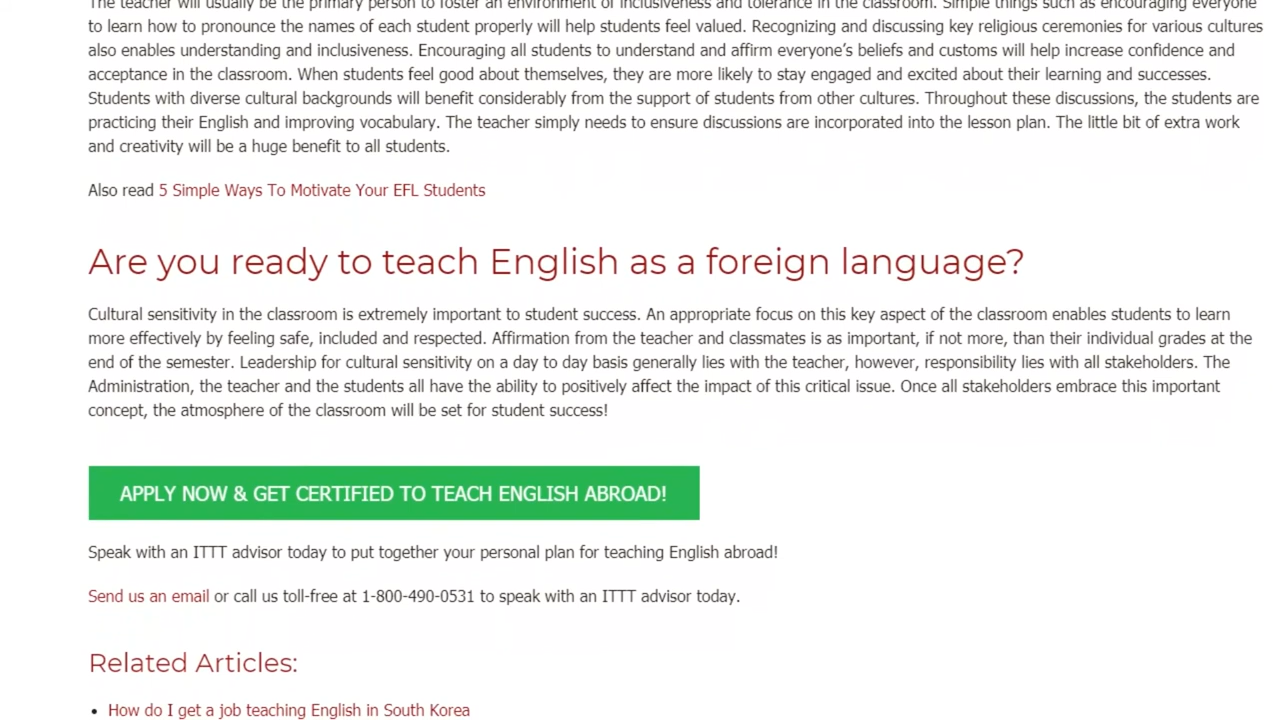 The teacher will usually be the primary person to foster an environment of inclusiveness and tolerance in the classroom. Simple things such as encouraging everyone
to learn how to pronounce the names of each student properly will help students feel valued. Recognizing and discussing key religious ceremonies for various cultures
also enables understanding and inclusiveness. Encouraging all students to understand and affirm everyone’s beliefs and customs will help increase confidence and
acceptance in the classroom. When students feel good about themselves, they are more likely to stay engaged and excited about their learning and successes.
Students with diverse cultural backgrounds will benefit considerably from the support of students from other cultures. Throughout these discussions, the students are
practicing their English and improving vocabulary. The teacher simply needs to ensure discussions are incorporated into the lesson plan. The little bit of extra work
and creativity will be a huge benefit to all students.
Also read 5 Simple Ways To Motivate Your EFL Students
Are you ready to teach English as a foreign language?
Cultural sensitivity in the classroom is extremely important to student success. An appropriate focus on this key aspect of the classroom enables students to learn
more effectively by feeling safe, included and respected. Affirmation from the teacher and classmates is as important, if not more, than their individual grades at the
end of the semester. Leadership for cultural sensitivity on a day to day basis generally lies with the teacher, however, responsibility lies with all stakeholders. The
Administration, the teacher and the students all have the ability to positively affect the impact of this critical issue. Once all stakeholders embrace this important
concept, the atmosphere of the classroom will be set for student success!
APPLY NOW & GET CERTIFIED TO TEACH ENGLISH ABROAD!
Speak with an ITTT advisor today to put together your personal plan for teaching English abroad!
Send us an email or call us toll-free at 1-800-490-0531 to speak with an ITTT advisor today.
Related Articles:
• How do I get a job teaching English in South Korea